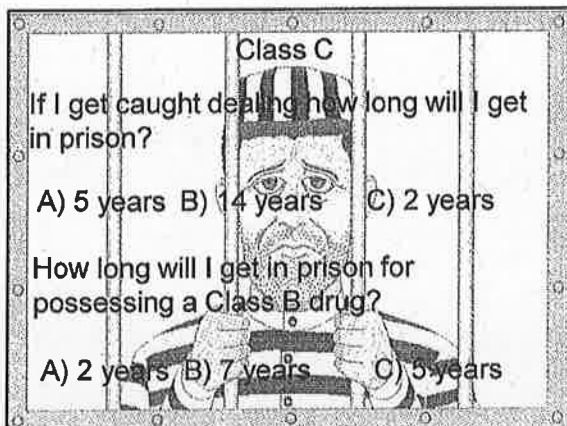 Class C
If I get caught dealing how long will I get
in prison?
A) 5 years B) 14 years C) 2 years
How long will I get in prison for
possessing a Class B drug?
A) 2 years B) 7 years C) 5 years